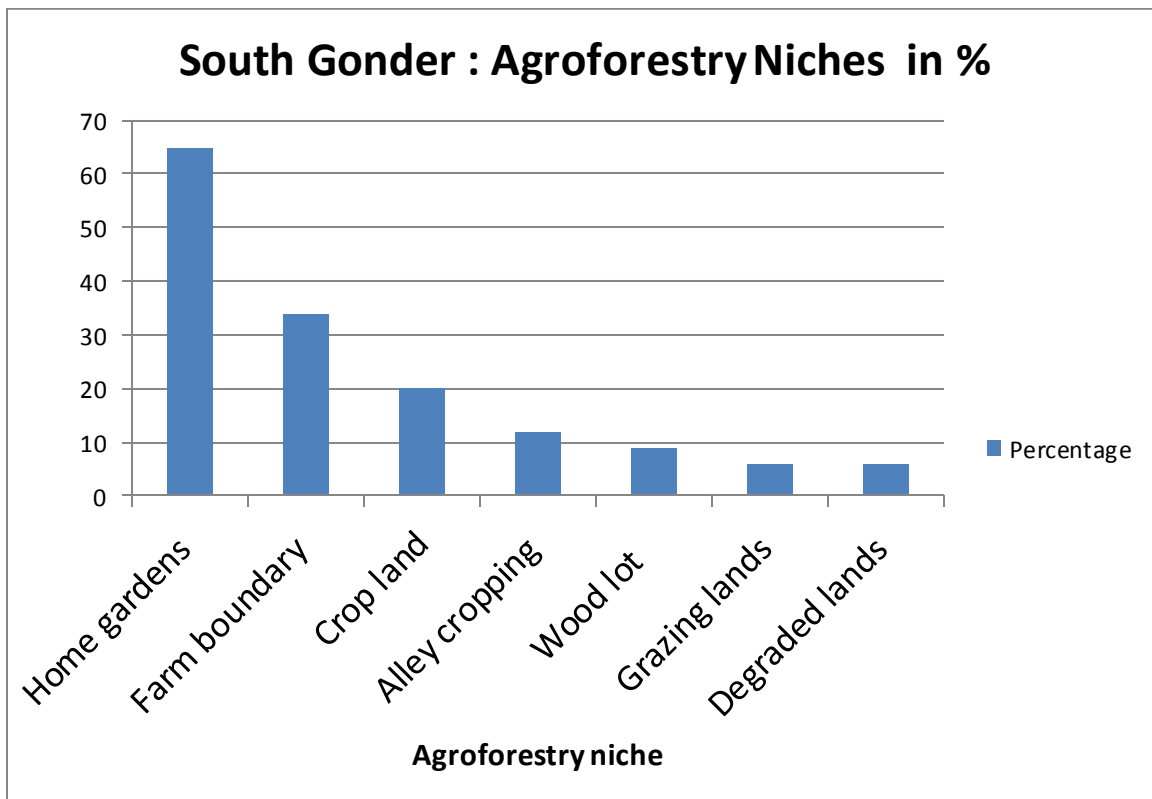 South Gonder : Agroforestry Niches in %
70
60
50
40
30
20
10
0
Percentage
Home gardens
Farm boundary
Crop land
Alley cropping
Wood lot
Grazing lands
Degraded lands
Agroforestry niche